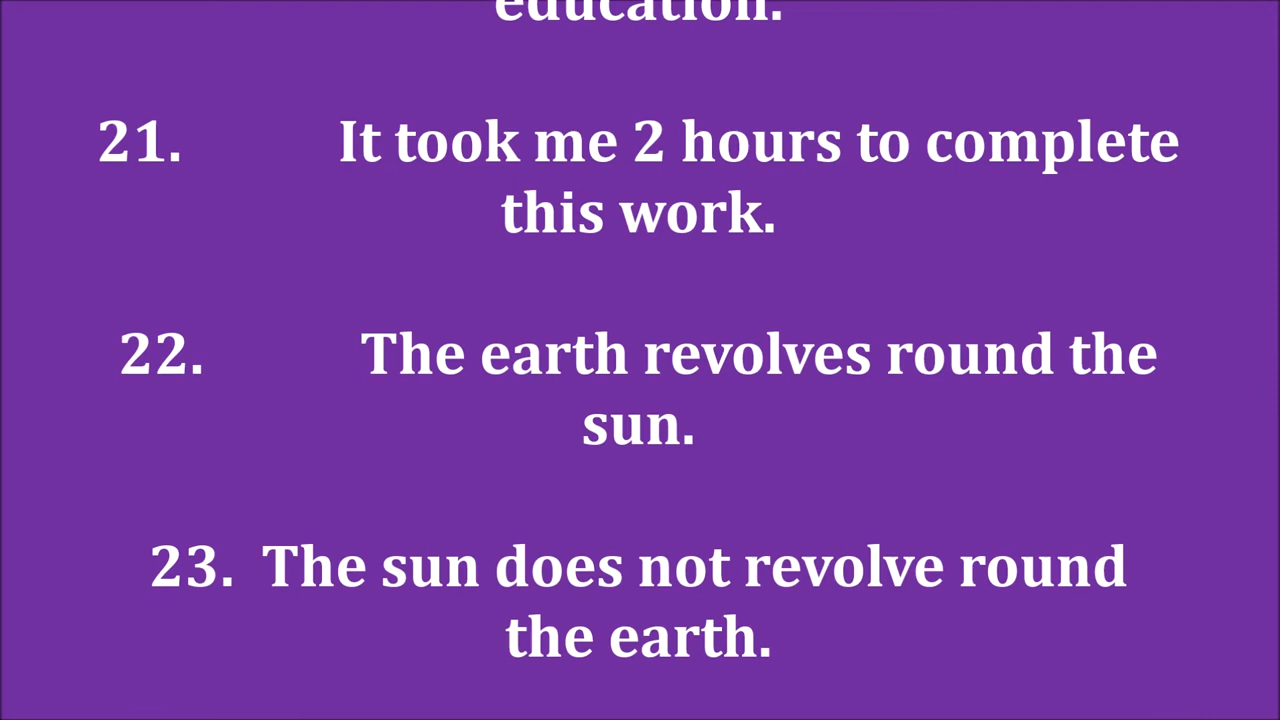 education.
21. It took me 2 hours to complete
this work.
22. The earth revolves round the
sun.
23. The sun does not revolve round
the earth.